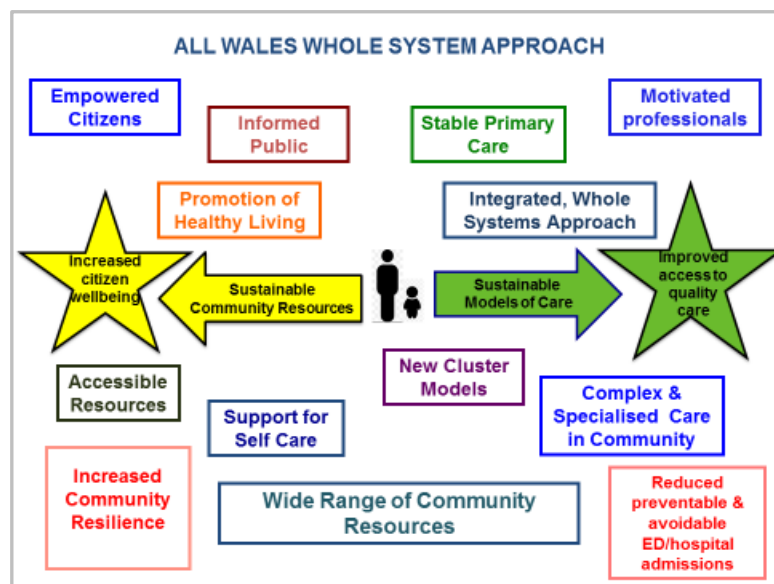 ALL WALES WHOLE SYSTEM APPROACH
Empowered
Citizens
Informed
Public
Stable Primary
Care
Motivated
professionals
Promotion of
Healthy Living
Integrated, Whole
Systems Approach
Increased
citizen
wellbeing
Sustainable
Community Resources
Sustainable
Models of Care
Improved
access to
quality
care
Accessible
Resources
Support for
Self Care
New Cluster
Models
Complex &
Specialised Care
in Community
Increased
Community
Resilience
Wide Range of Community
Resources
Reduced
preventable &
avoidable
ED/hospital
admissions